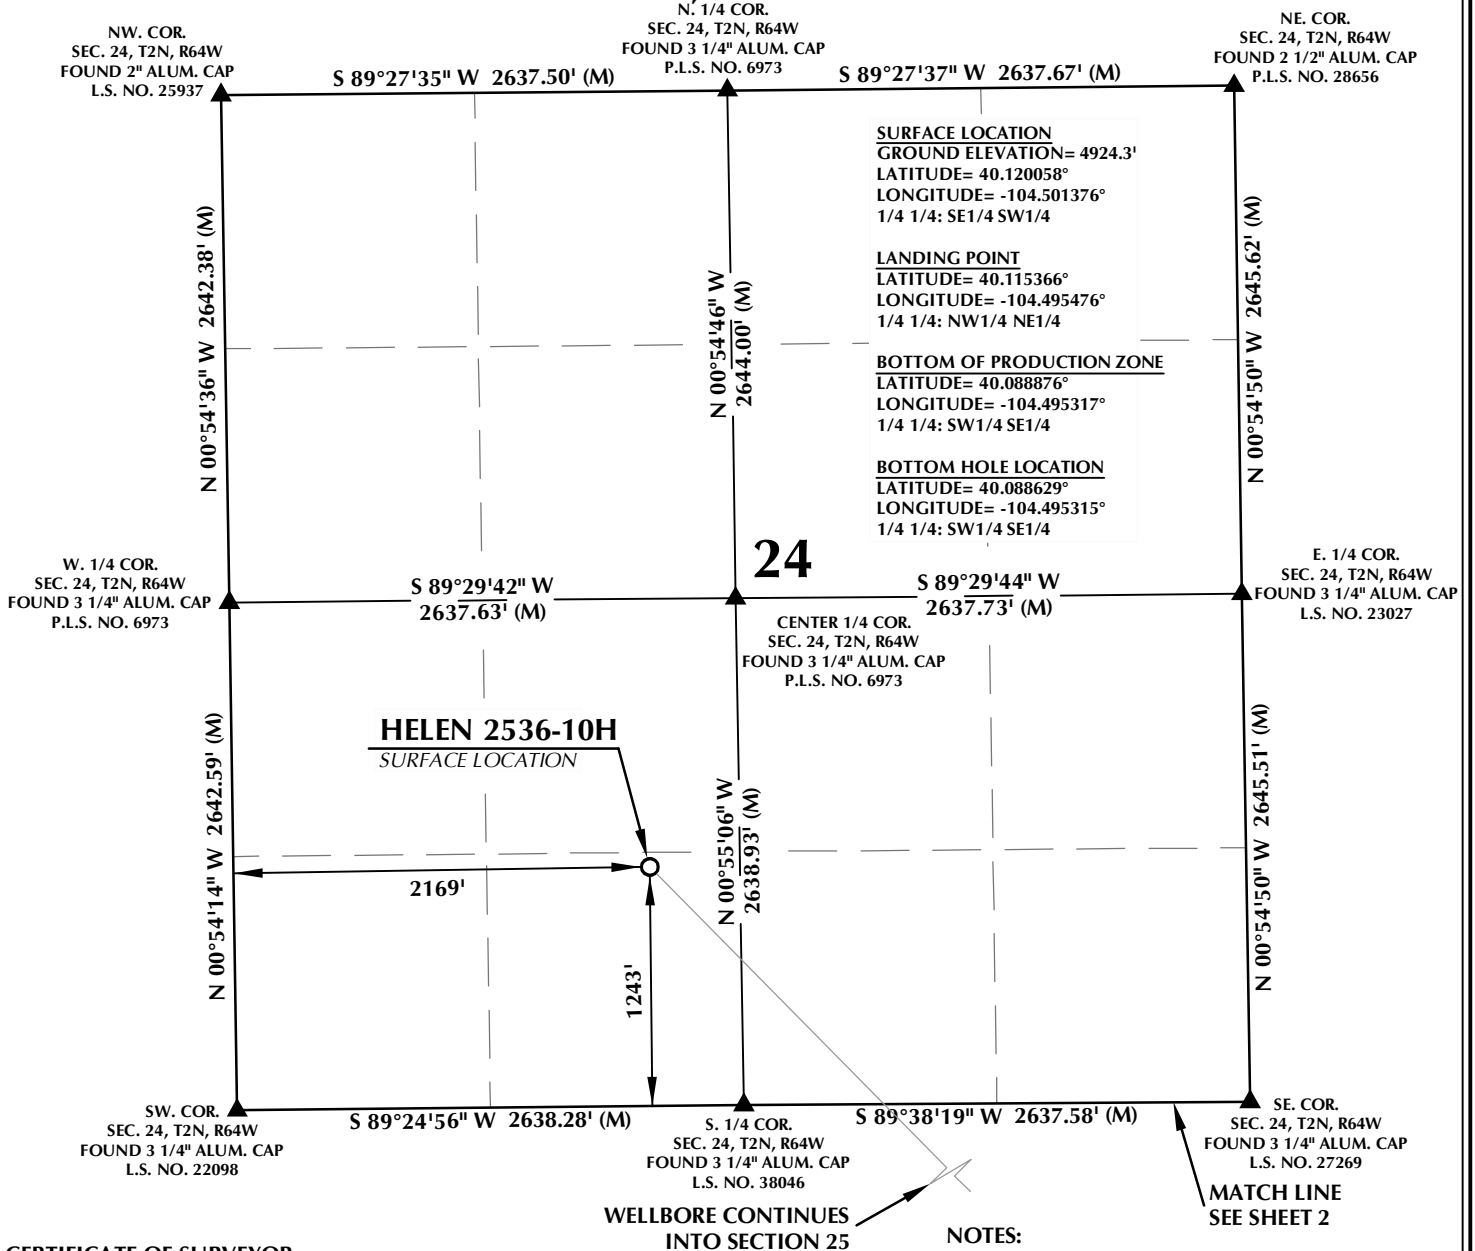 N. 1/4 COR.
SEC. 24, T2N, R64W
FOUND 3 1/4" ALUM. CAP
P.L.S. NO. 6973
NW. COR.
SEC. 24, T2N, R64W
FOUND 2" ALUM. CAP
L.S. NO. 25937
NE. COR.
SEC. 24, T2N, R64W
FOUND 2 1/2" ALUM. CAP
P.L.S. NO. 28656
S 89°27'35" W 2637.50' (M)
S 89°27'37" W 2637.67' (M)
SURFACE LOCATION
GROUND ELEVATION= 4924.3'
LATITUDE= 40.120058°
LONGITUDE= -104.501376°
1/4 1/4: SE1/4 SW1/4
LANDING POINT
LATITUDE= 40.115366°
LONGITUDE= -104.495476°
1/4 1/4: NW1/4 NE1/4
BOTTOM OF PRODUCTION ZONE
LATITUDE= 40.088876°
LONGITUDE= -104.495317°
1/4 1/4: SW1/4 SE1/4
BOTTOM HOLE LOCATION
LATITUDE= 40.088629°
LONGITUDE= -104.495315°
1/4 1/4: SW1/4 SE1/4
N 00°54'36" W 2642.38' (M)
N 00°54'46" W
2644.00' (M)
N 00°54'50" W 2645.62' (M)
24
W. 1/4 COR.
SEC. 24, T2N, R64W
FOUND 3 1/4" ALUM. CAP
P.L.S. NO. 6973
S 89°29'42" W
2637.63' (M)
S 89°29'44" W
2637.73' (M)
E. 1/4 COR.
SEC. 24, T2N, R64W
FOUND 3 1/4" ALUM. CAP
L.S. NO. 23027
CENTER 1/4 COR.
SEC. 24, T2N, R64W
FOUND 3 1/4" ALUM. CAP
P.L.S. NO. 6973
HELEN 2536-10H
SURFACE LOCATION
N 00°54'14" W 2642.59' (M)
N 00°55'06" W
2638.93' (M)
N 00°54'50" W 2645.51' (M)
2169'
1243'
SW. COR.
SEC. 24, T2N, R64W
FOUND 3 1/4" ALUM. CAP
L.S. NO. 22098
S 89°24'56" W 2638.28' (M)
S. 1/4 COR.
SEC. 24, T2N, R64W
FOUND 3 1/4" ALUM. CAP
L.S. NO. 38046
S 89°38'19" W 2637.58' (M)
SE. COR.
SEC. 24, T2N, R64W
FOUND 3 1/4" ALUM. CAP
L.S. NO. 27269
MATCH LINE
SEE SHEET 2
WELLBORE CONTINUES
INTO SECTION 25
NOTES:
CERTIFICATE OF SURVEYOR